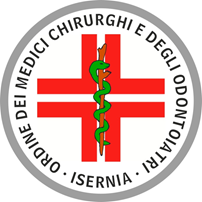 ORDINE DEI MEDICI CHIRURGHI E DEGLI ODONTOIATRI
· ISERNIA ·